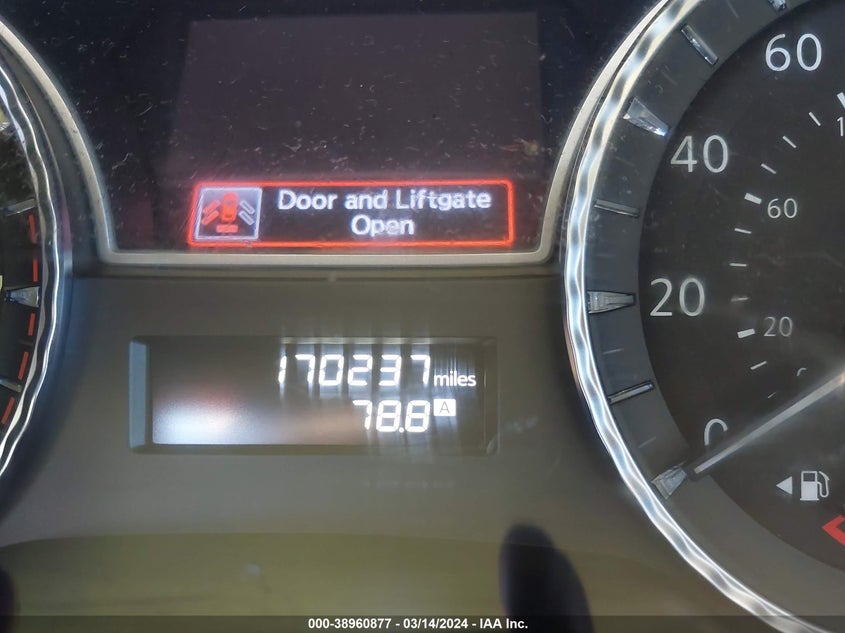 Door and Liftgate
Open
170237 miles
78.8 A
60
40
20
0
60
20
000-38960877 - 03/14/2024 - IAA Inc.